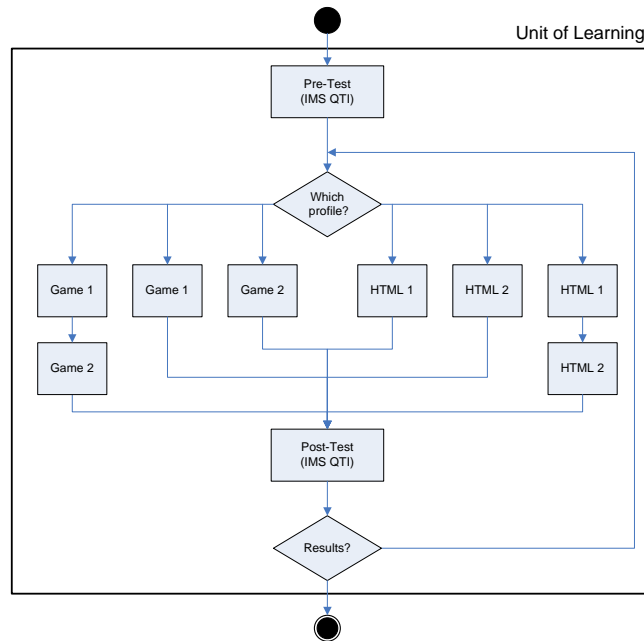 Unit of Learning
Pre-Test
(IMS QTI)
Which
profile?
Game 1
Game 1
Game 2
HTML 1
HTML 2
HTML 1
Game 2
HTML 2
Post-Test
(IMS QTI)
Results?